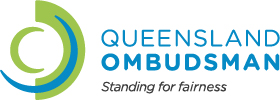 QUEENSLAND
OMBUDSMAN
Standing for fairness